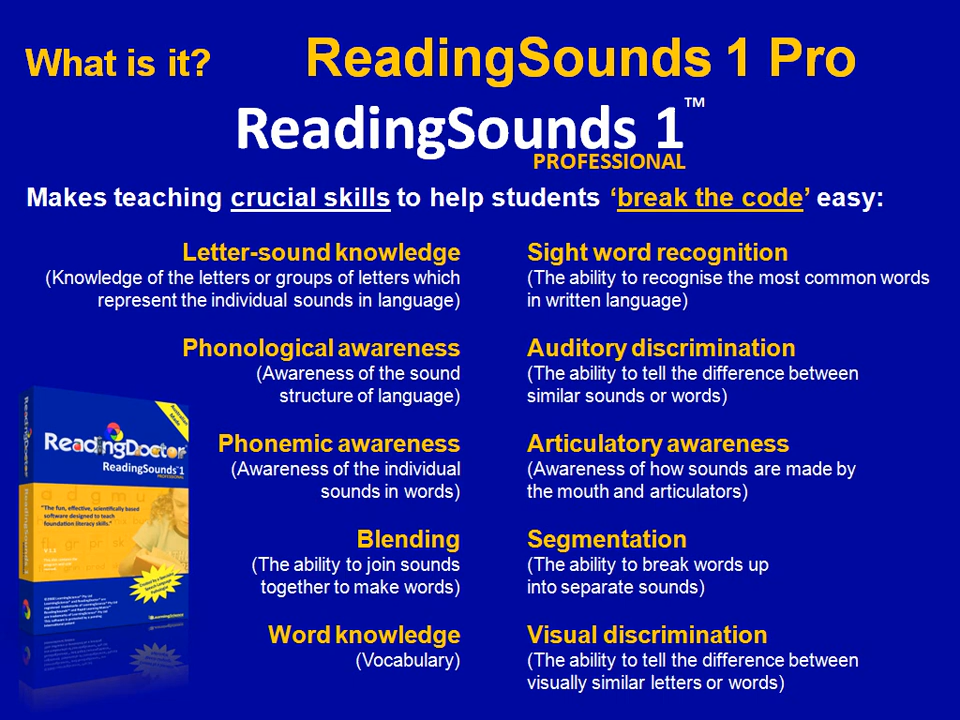 What is it?
ReadingSounds 1 Pro
ReadingSounds 1™
PROFESSIONAL
Makes teaching crucial skills to help students ‘break the code’ easy:
Letter-sound knowledge
(Knowledge of the letters or groups of letters which
represent the individual sounds in language)
Phonological awareness
(Awareness of the sound
structure of language)
Phonemic awareness
(Awareness of the individual
sounds in words)
Blending
(The ability to join sounds
together to make words)
Word knowledge
(Vocabulary)
Sight word recognition
(The ability to recognise the most common words
in written language)
Auditory discrimination
(The ability to tell the difference between
similar sounds or words)
Articulatory awareness
(Awareness of how sounds are made by
the mouth and articulators)
Segmentation
(The ability to break words up
into separate sounds)
Visual discrimination
(The ability to tell the difference between
visually similar letters or words)
Australian
Made
ReadingDoctor
ReadingSounds™1
PROFESSIONAL
"The fun, effective, scientifically based
software designed to teach
foundation literacy skills."